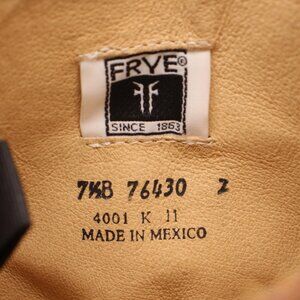 FRYE®
SINCE 1863
7½B 76430 2
4001 K 11
MADE IN MEXICO